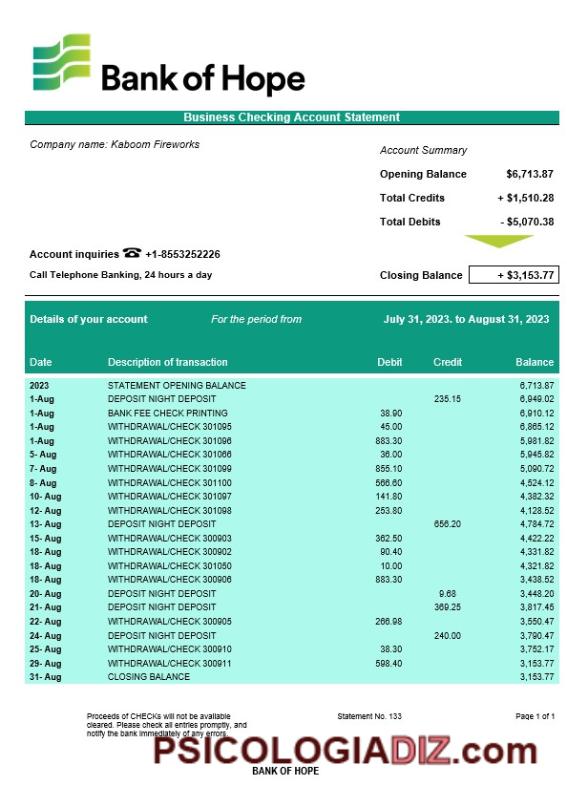 Bank of Hope
Business Checking Account Statement
Company name: Kaboom Fireworks
Account Summary
Opening Balance $6,713.87
Total Credits + $1,510.28
Total Debits - $5,070.38
Account inquiries ☎ +1-8553252226
Call Telephone Banking, 24 hours a day
Closing Balance + $3,153.77
Details of your account For the period from July 31, 2023. to August 31, 2023
Date Description of transaction Debit Credit Balance
2023 STATEMENT OPENING BALANCE 6,713.87
1-Aug DEPOSIT NIGHT DEPOSIT 235.15 6,949.02
1-Aug BANK FEE CHECK PRINTING 38.90 6,910.12
1-Aug WITHDRAWAL/CHECK 301095 45.00 6,865.12
1-Aug WITHDRAWAL/CHECK 301096 883.30 5,981.82
5- Aug WITHDRAWAL/CHECK 301066 36.00 5,945.82
7- Aug WITHDRAWAL/CHECK 301099 855.10 5,090.72
8- Aug WITHDRAWAL/CHECK 301100 566.60 4,524.12
10- Aug WITHDRAWAL/CHECK 301097 141.80 4,382.32
12- Aug WITHDRAWAL/CHECK 301098 253.80 4,128.52
13- Aug DEPOSIT NIGHT DEPOSIT 656.20 4,784.72
15- Aug WITHDRAWAL/CHECK 300903 362.50 4,422.22
18- Aug WITHDRAWAL/CHECK 300902 90.40 4,331.82
18- Aug WITHDRAWAL/CHECK 301050 10.00 4,321.82
18- Aug WITHDRAWAL/CHECK 300906 883.30 3,438.52
20- Aug DEPOSIT NIGHT DEPOSIT 9.68 3,448.20
21- Aug DEPOSIT NIGHT DEPOSIT 369.25 3,817.45
22- Aug WITHDRAWAL/CHECK 300905 266.98 3,550.47
24- Aug DEPOSIT NIGHT DEPOSIT 240.00 3,790.47
25- Aug WITHDRAWAL/CHECK 300910 38.30 3,752.17
29- Aug WITHDRAWAL/CHECK 300911 598.40 3,153.77
31- Aug CLOSING BALANCE 3,153.77
Proceeds of CHECKs will not be available
cleared. Please check all entries promptly, and
notify the bank immediately of any errors.
Statement No. 133
Page 1 of 1
PSICOLOGIADIZ.com
BANK OF HOPE